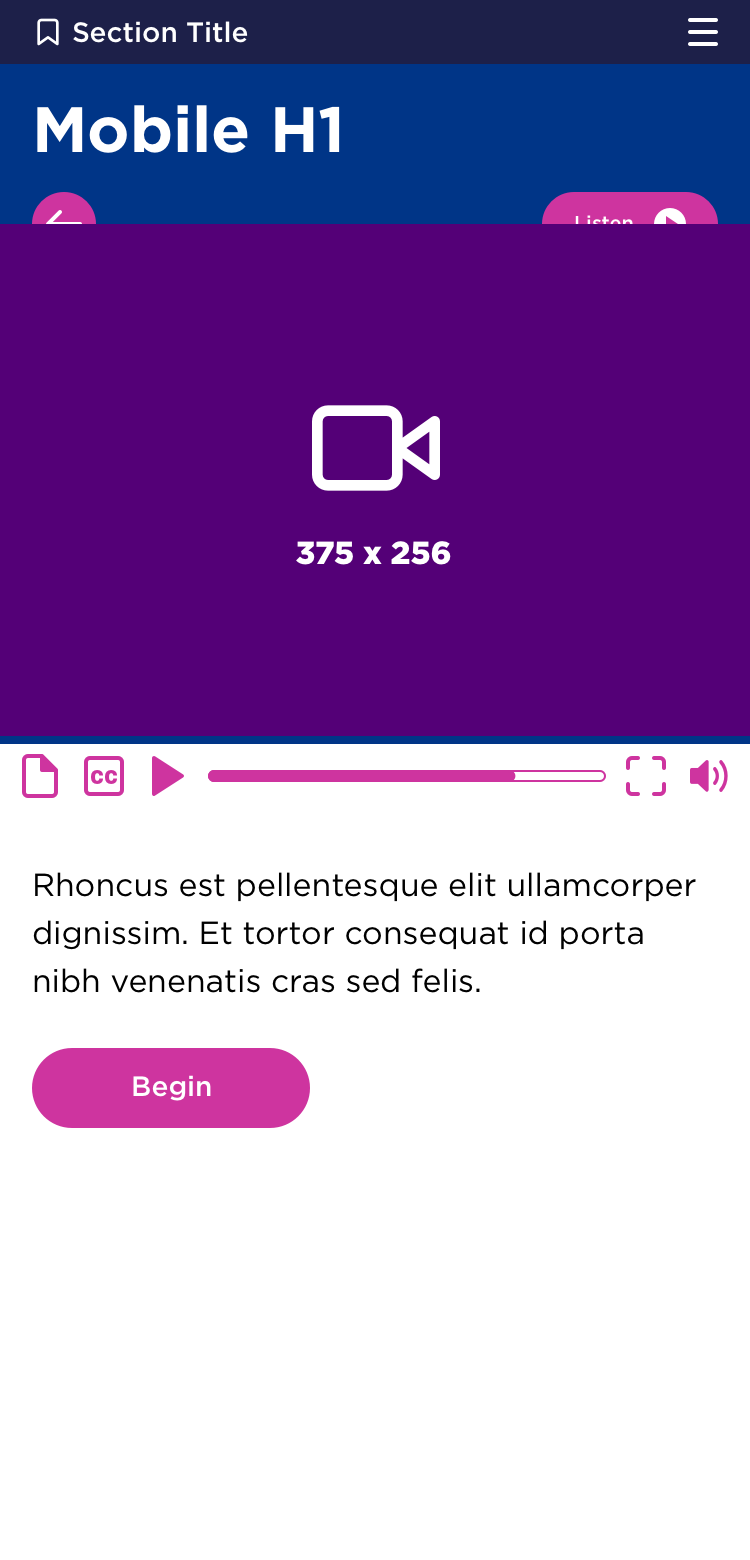 Section Title
Mobile H1
Listen
375 x 256
CC
Rhoncus est pellentesque elit ullamcorper
dignissim. Et tortor consequat id porta
nibh venenatis cras sed felis.
Begin